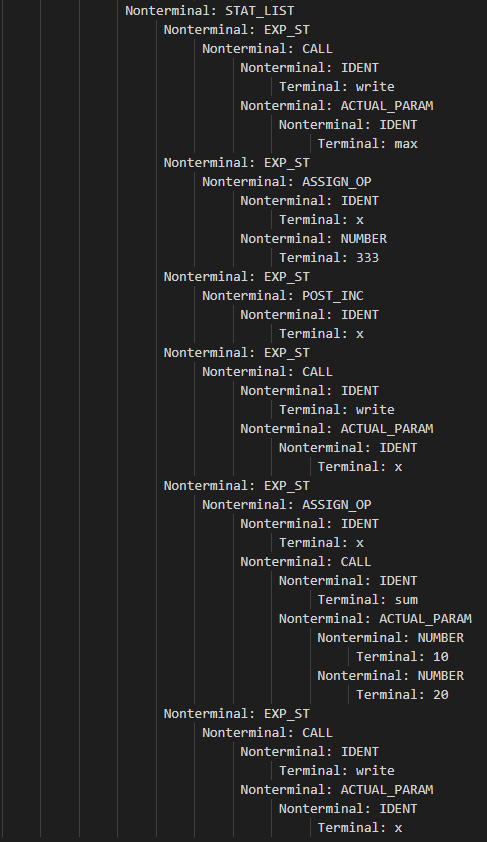 Nonterminal: STAT_LIST
Nonterminal: EXP_ST
Nonterminal: CALL
Nonterminal: IDENT
Terminal: write
Nonterminal: ACTUAL_PARAM
Nonterminal: IDENT
Terminal: max
Nonterminal: EXP_ST
Nonterminal: ASSIGN_OP
Nonterminal: IDENT
Terminal: x
Nonterminal: NUMBER
Terminal: 333
Nonterminal: EXP_ST
Nonterminal: POST_INC
Nonterminal: IDENT
Terminal: x
Nonterminal: EXP_ST
Nonterminal: CALL
Nonterminal: IDENT
Terminal: write
Nonterminal: ACTUAL_PARAM
Nonterminal: IDENT
Terminal: x
Nonterminal: EXP_ST
Nonterminal: ASSIGN_OP
Nonterminal: IDENT
Terminal: x
Nonterminal: CALL
Nonterminal: IDENT
Terminal: sum
Nonterminal: ACTUAL_PARAM
Nonterminal: NUMBER
Terminal: 10
Nonterminal: NUMBER
Terminal: 20
Nonterminal: EXP_ST
Nonterminal: CALL
Nonterminal: IDENT
Terminal: write
Nonterminal: ACTUAL_PARAM
Nonterminal: IDENT
Terminal: x